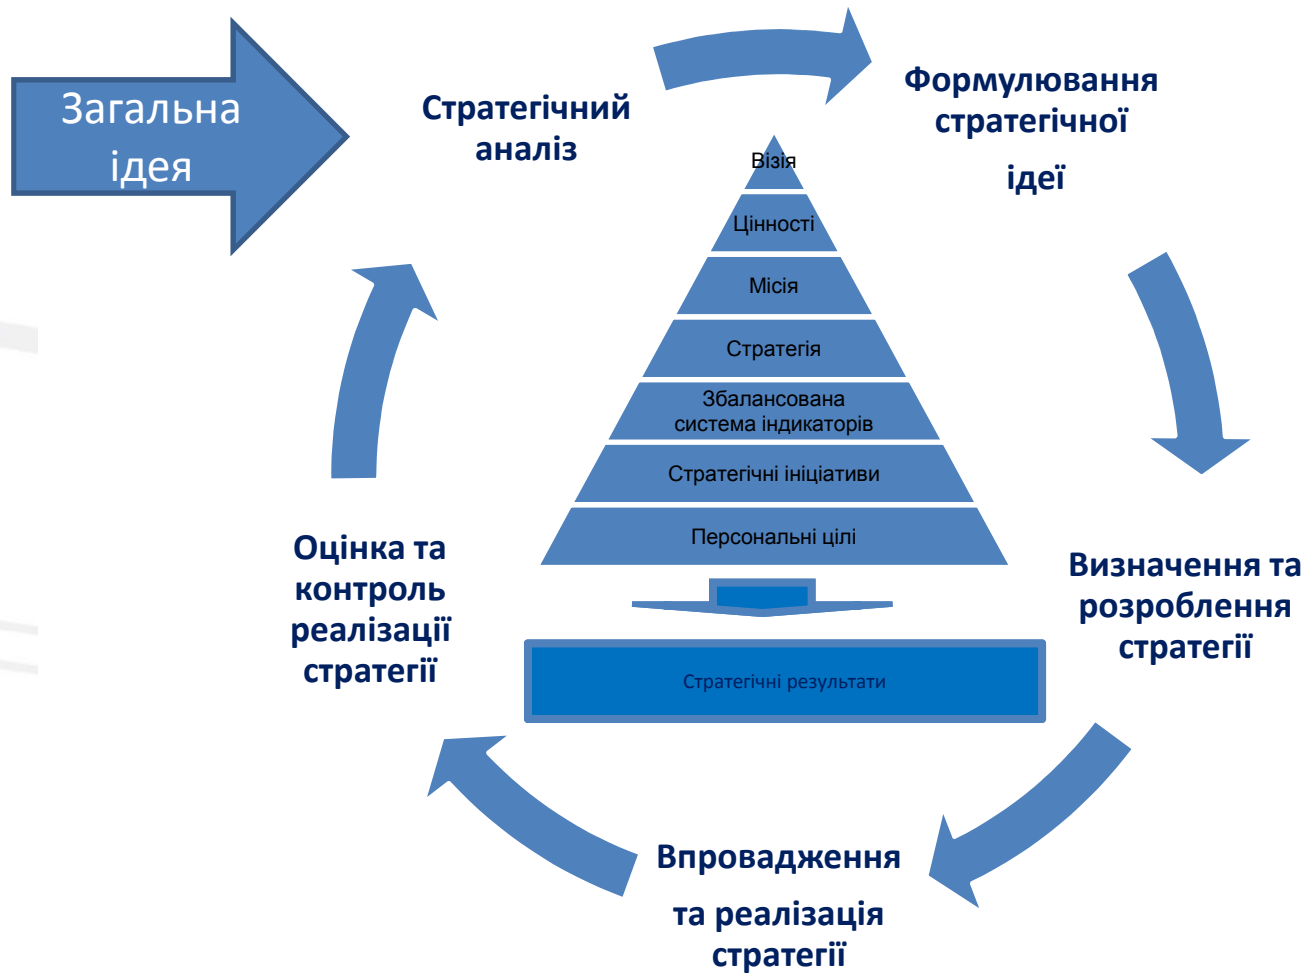 Загальна
ідея
Стратегічний
аналіз
Формулювання
стратегічної
ідеї
Візія
Цінності
Місія
Стратегія
Збалансована
система індикаторів
Стратегічні ініціативи
Персональні цілі
Стратегічні результати
Визначення та
розроблення
стратегії
Впровадження
та реалізація
стратегії
Оцінка та
контроль
реалізації
стратегії